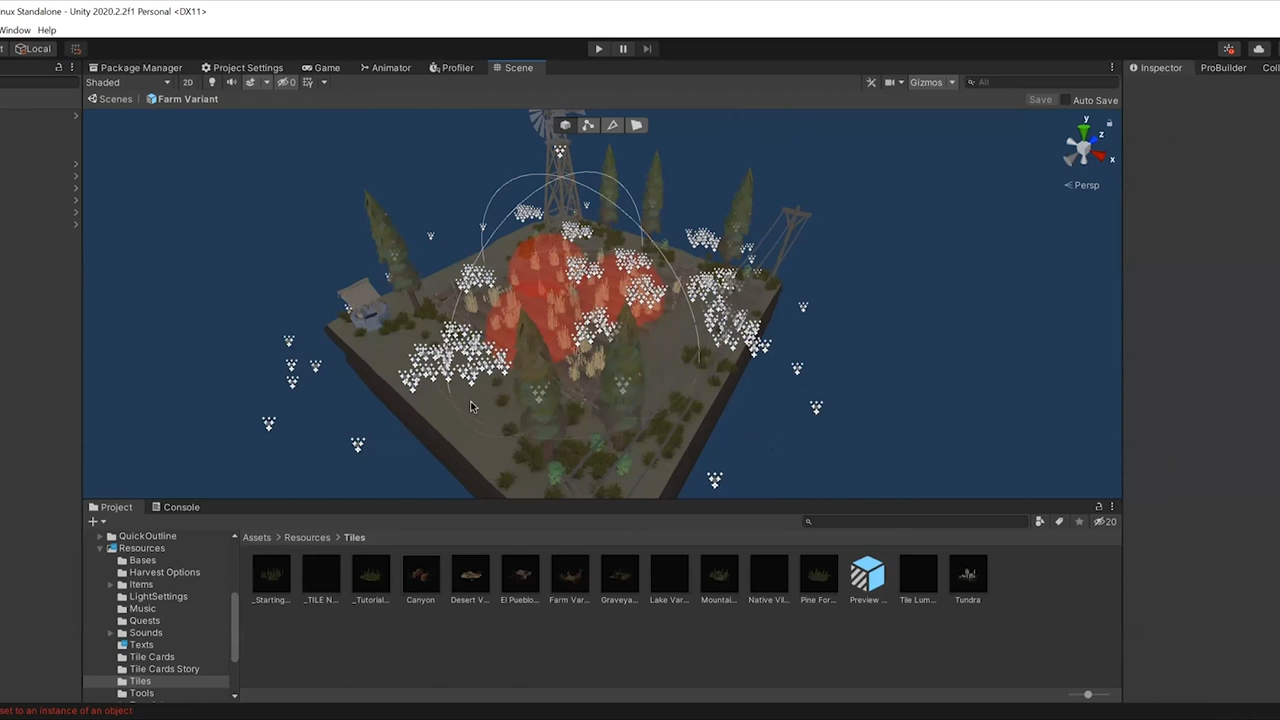 nux Standalone - Unity 2020.2.2f1 Personal <DX11>
Window Help
t Local
Package Manager Project Settings Game Animator Profiler Scene Inspector ProBuilder Coll
Shaded 2D 0 Gizmos All
Scenes Farm Variant Save Auto Save
y
z
x
Persp
Project Console
20
QuickOutline
Assets Resources Tiles
Resources
Bases
Harvest Options
Items
LightSettings
Music
Quests
Sounds
Texts
Tile Cards
Tile Cards Story
Tiles
Tools
_Starting... _TILE N... _Tutorial... Canyon Desert V... El Pueblo... Farm Var... Graveya... Lake Var... Mountai... Native Vil... Pine For... Preview ... Tile Lum... Tundra
set to an instance of an object